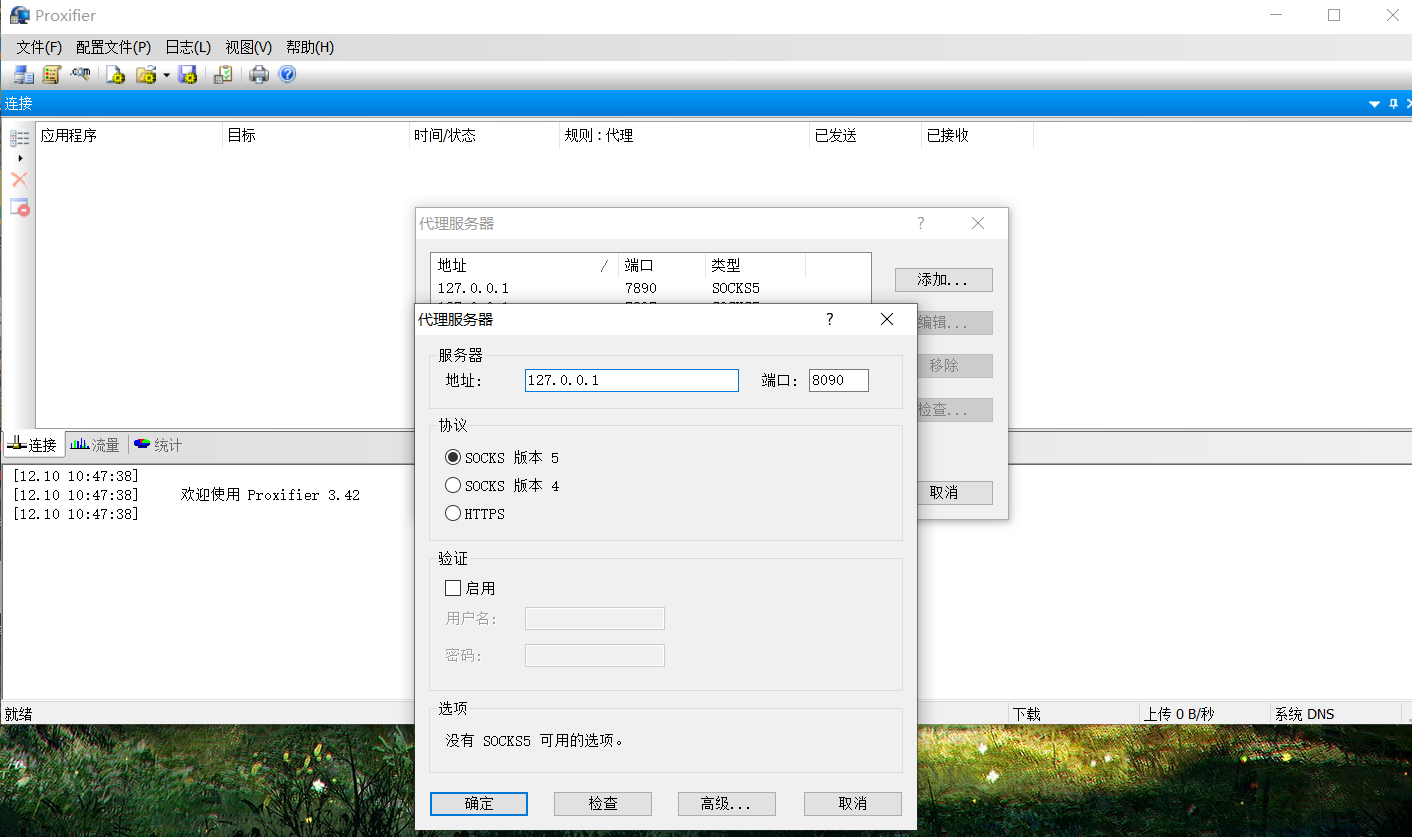 Proxifier
文件(F) 配置文件(P) 日志(L) 视图(V) 帮助(H)
连接
应用程序 目标 时间/状态 规则 : 代理 已发送 已接收
代理服务器 ?
地址 / 端口 类型
127.0.0.1 7890 SOCKS5
添加...
编辑...
移除
检查...
取消
代理服务器 ?
服务器
地址: 127.0.0.1 端口: 8090
协议
SOCKS 版本 5
SOCKS 版本 4
HTTPS
验证
启用
用户名:
密码:
选项
没有 SOCKS5 可用的选项。
确定 检查 高级... 取消
连接 流量 统计
[12.10 10:47:38]
[12.10 10:47:38] 欢迎使用 Proxifier 3.42
[12.10 10:47:38]
就绪 下载 上传 0 B/秒 系统 DNS